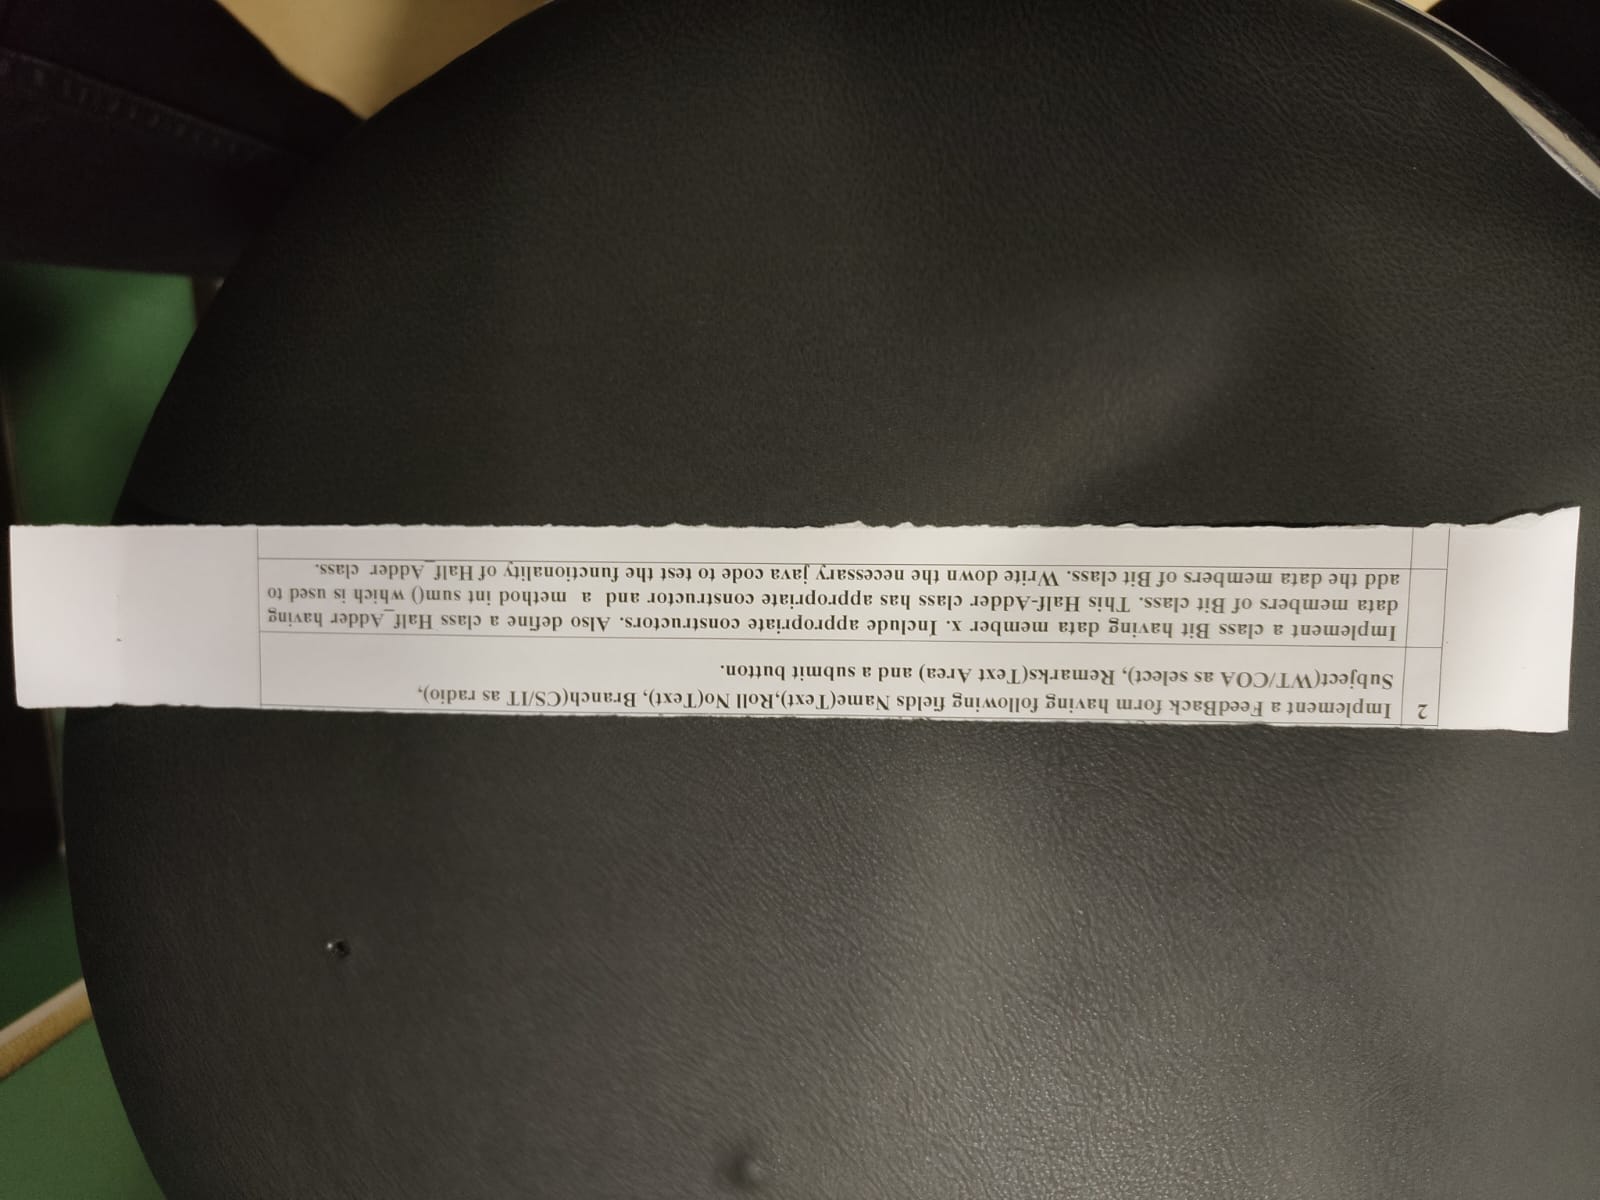 2 Implement a FeedBack form having following fields Name(Text),Roll No(Text), Branch(CS/IT as radio),
Subject(WT/COA as select), Remarks(Text Area) and a submit button.
Implement a class Bit having data member x. Include appropriate constructors. Also define a class Half_Adder having
data members of Bit class. This Half-Adder class has appropriate constructor and a method int sum() which is used to
add the data members of Bit class. Write down the necessary java code to test the functionality of Half_Adder class.